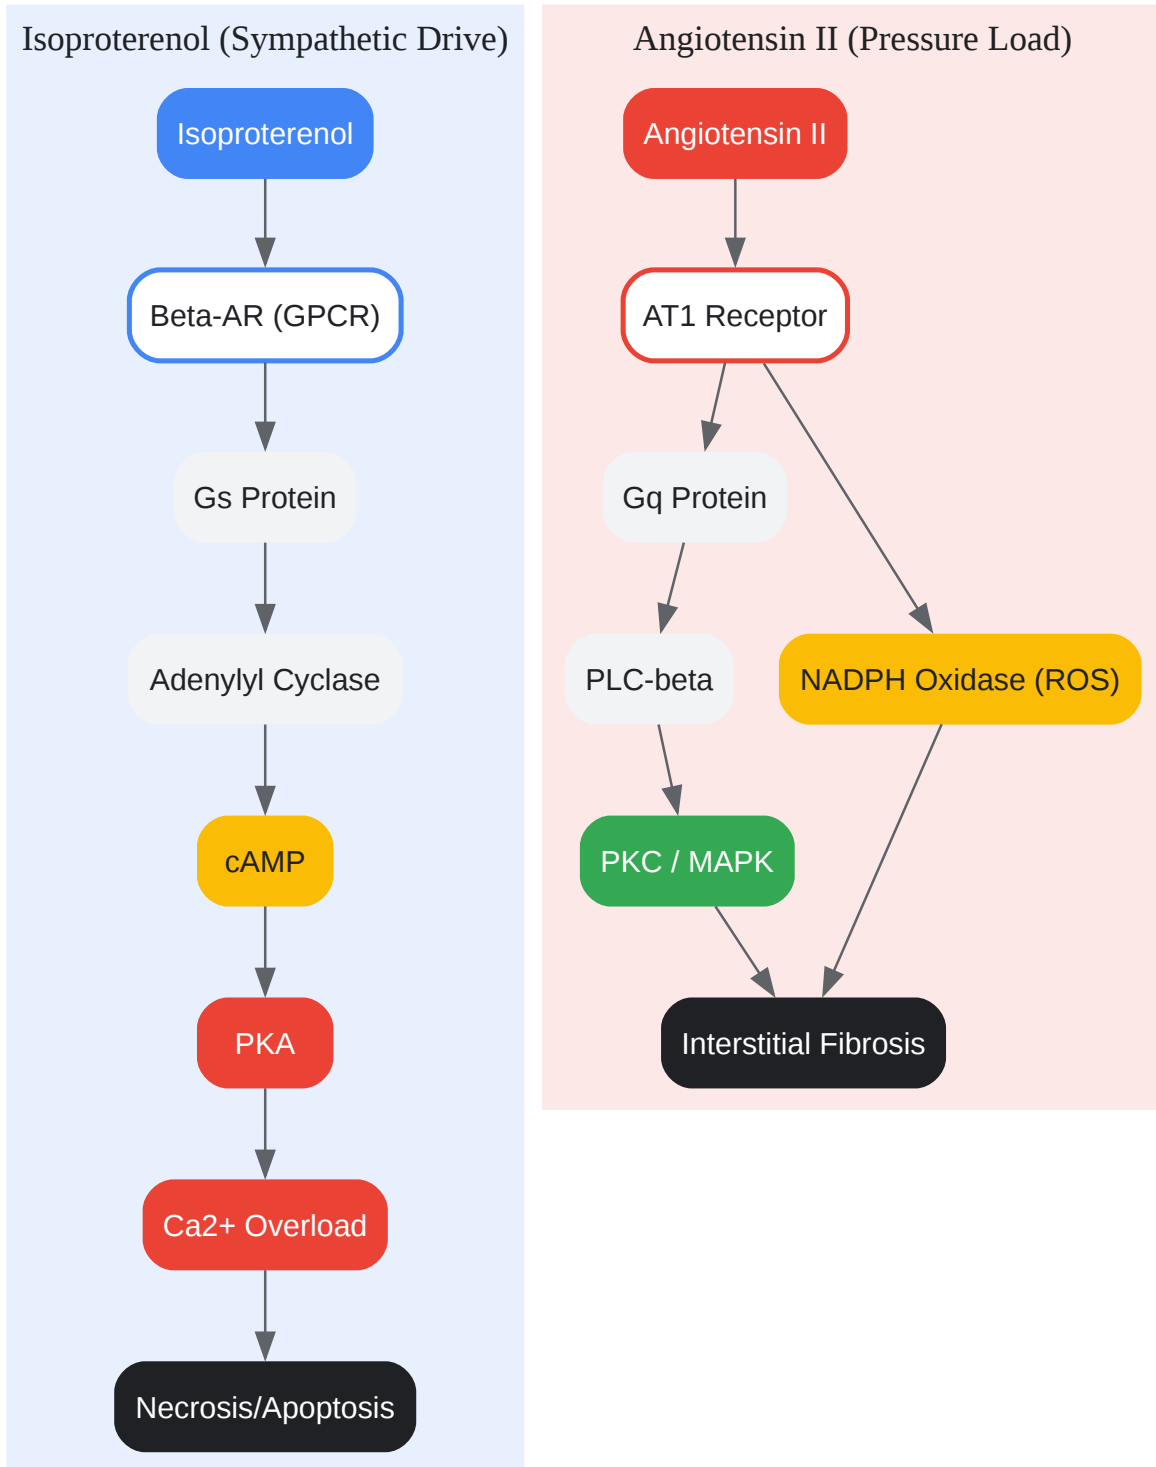 Isoproterenol (Sympathetic Drive)
Isoproterenol
Beta-AR (GPCR)
Gs Protein
Adenylyl Cyclase
cAMP
PKA
Ca2+ Overload
Necrosis/Apoptosis
Angiotensin II (Pressure Load)
Angiotensin II
AT1 Receptor
Gq Protein
PLC-beta
NADPH Oxidase (ROS)
PKC / MAPK
Interstitial Fibrosis